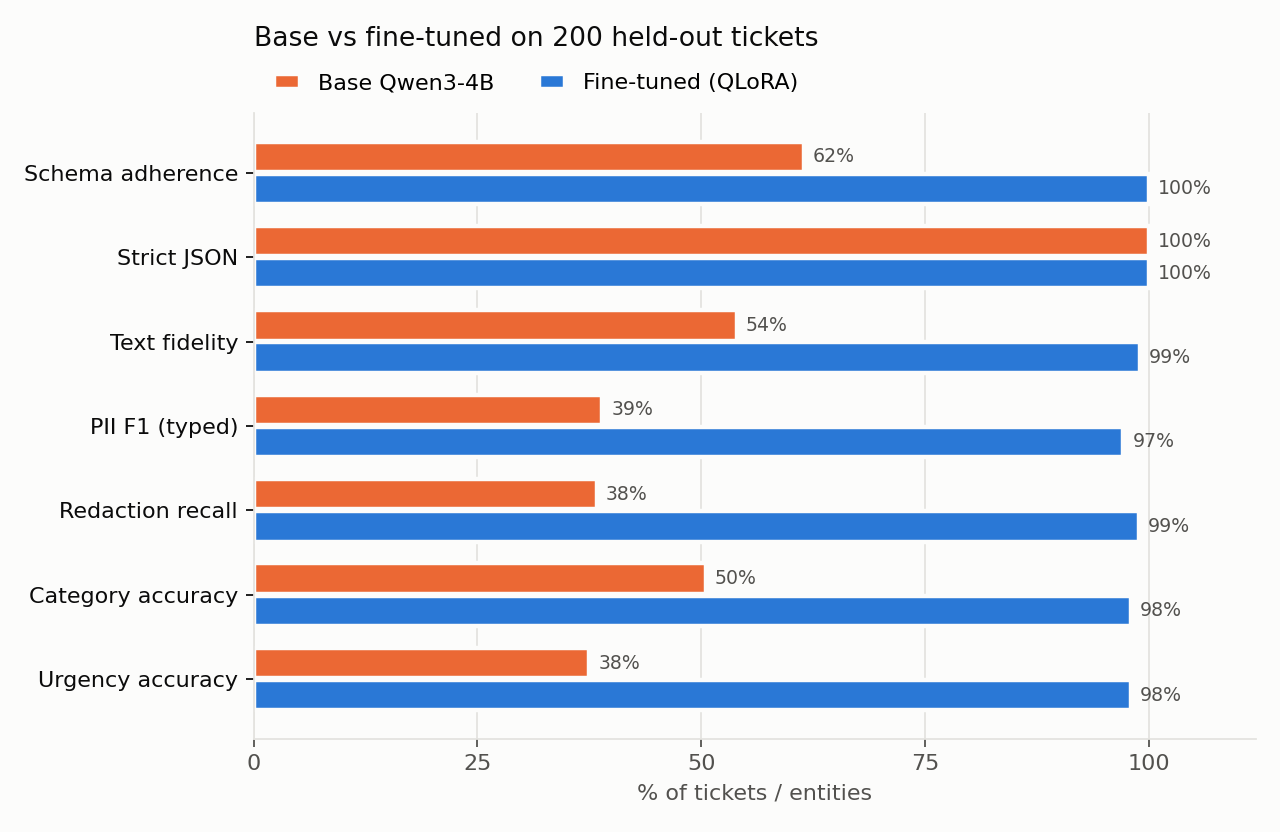 Base vs fine-tuned on 200 held-out tickets
Base Qwen3-4B
Fine-tuned (QLoRA)
Schema adherence
62%
100%
Strict JSON
100%
100%
Text fidelity
54%
99%
PII F1 (typed)
39%
97%
Redaction recall
38%
99%
Category accuracy
50%
98%
Urgency accuracy
38%
98%
0 25 50 75 100
% of tickets / entities